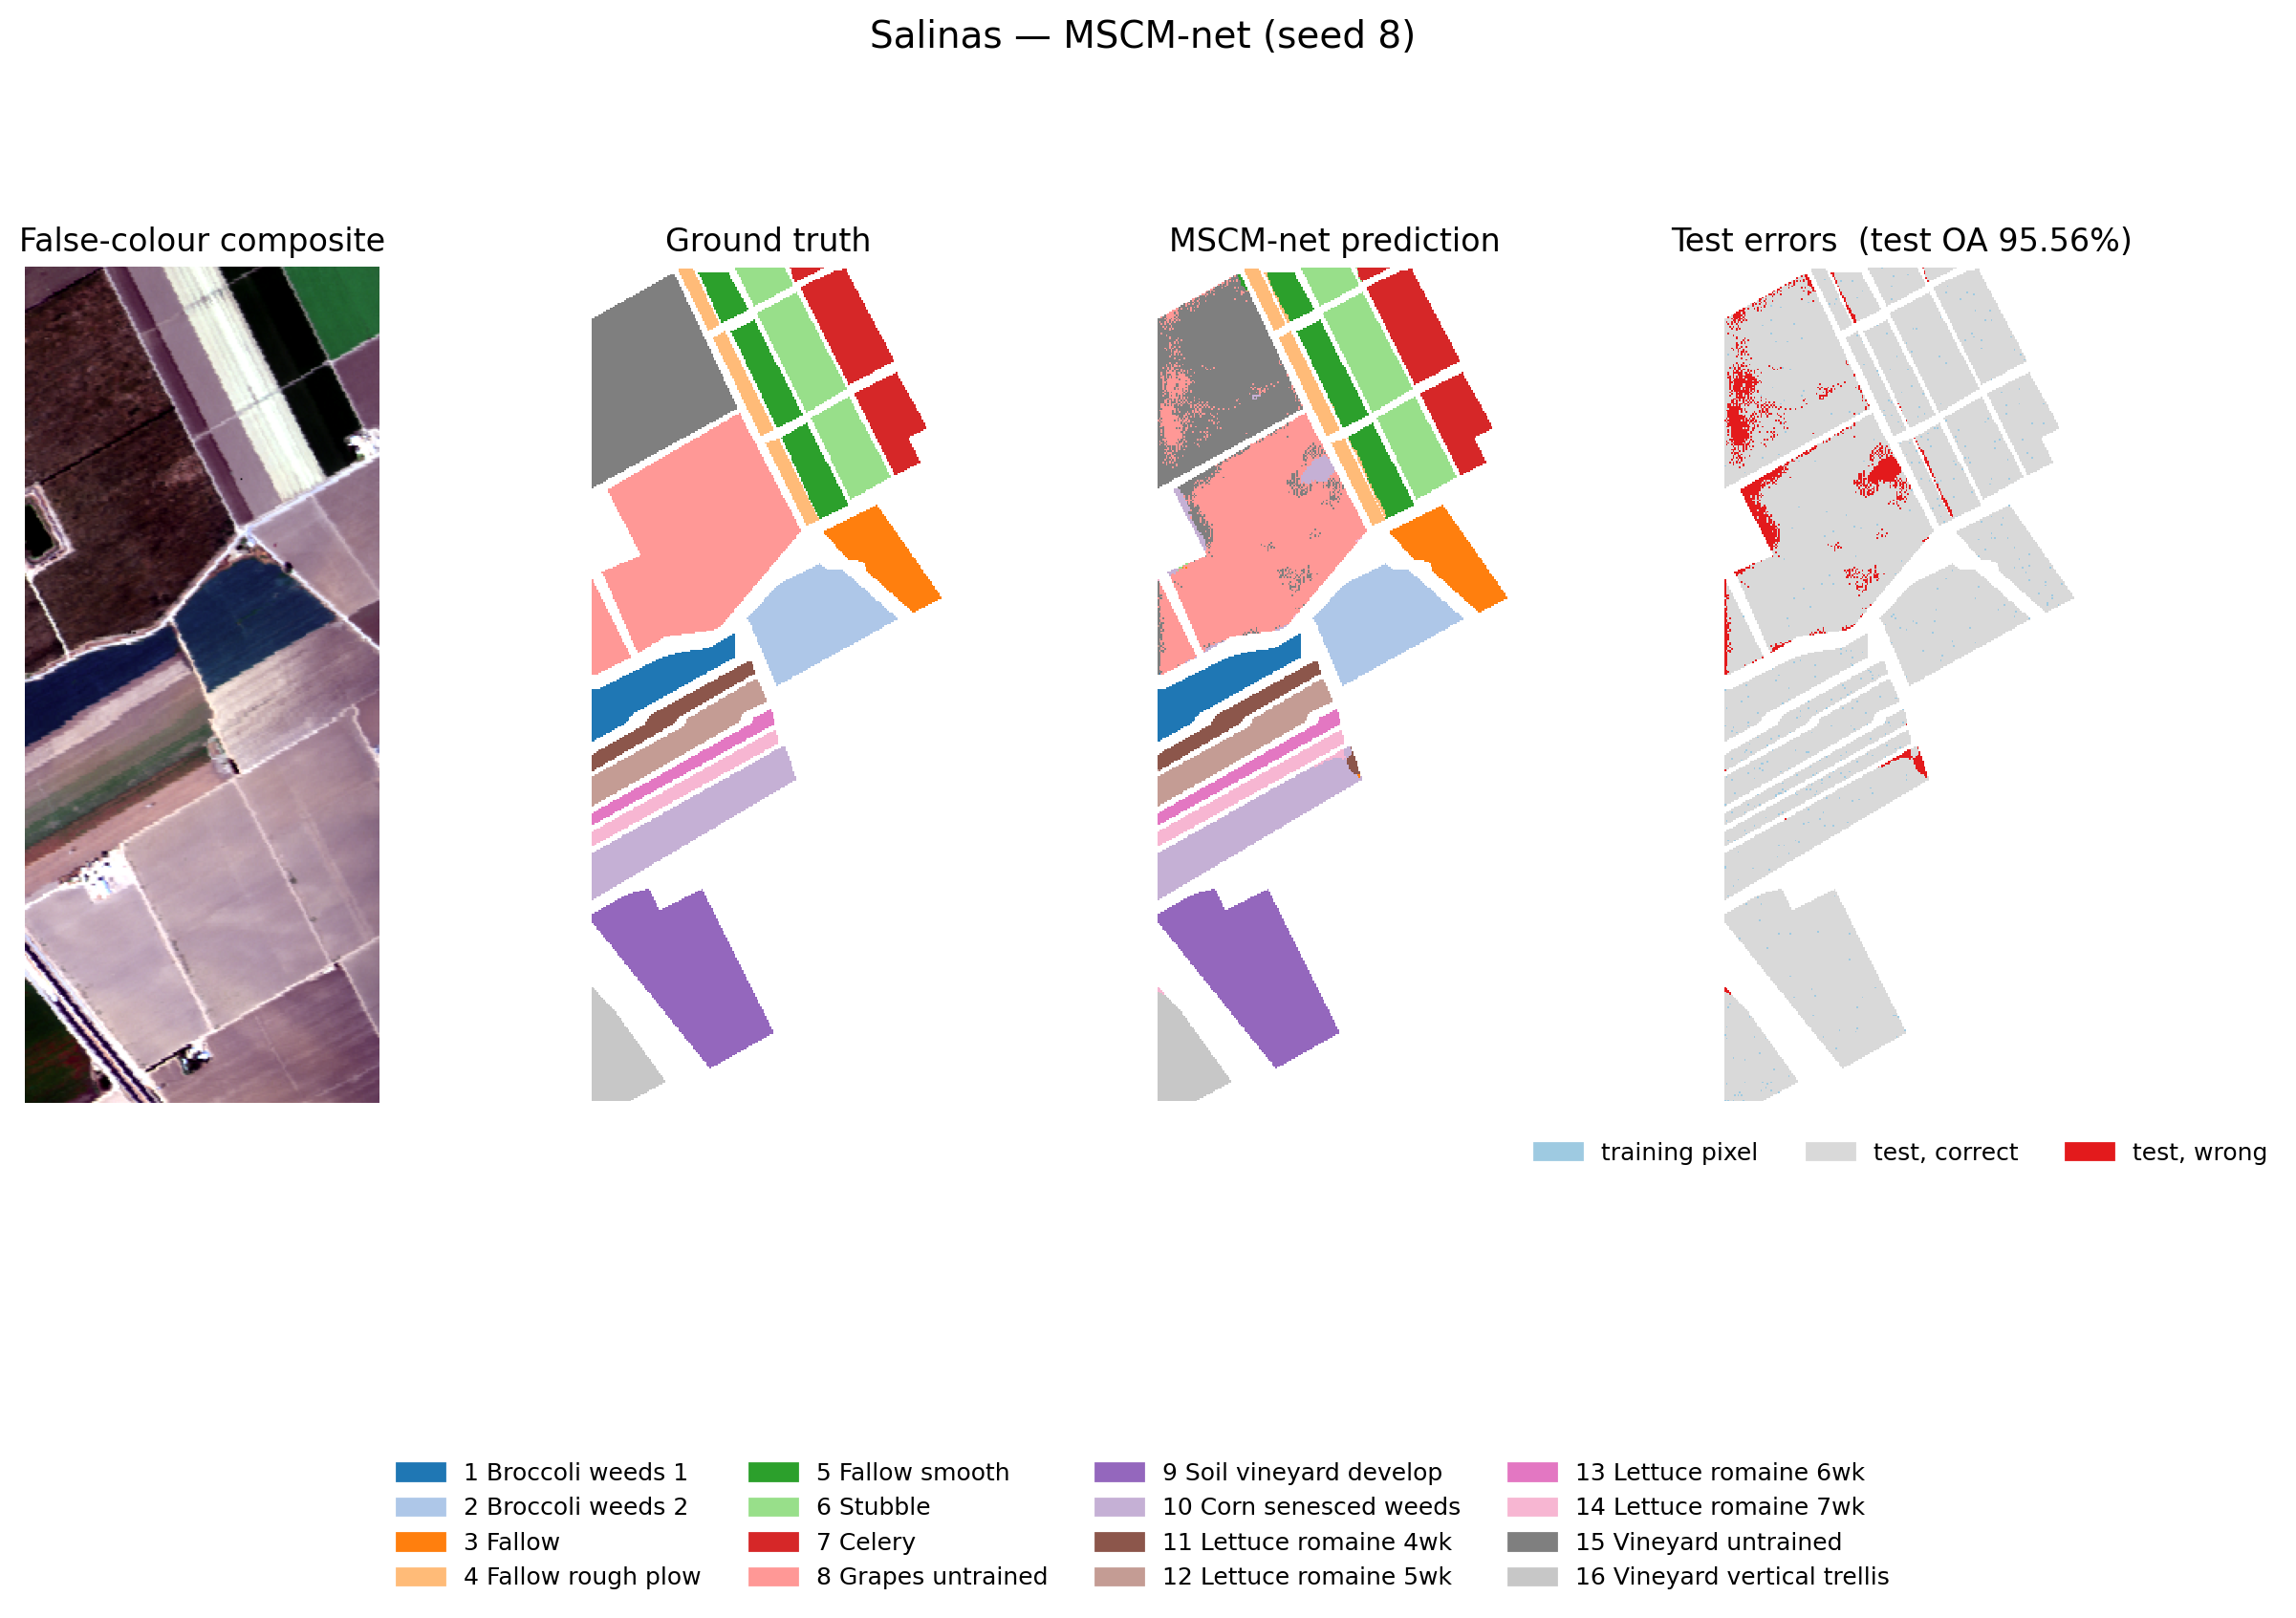 Salinas — MSCM-net (seed 8)
False-colour composite
Ground truth
MSCM-net prediction
Test errors  (test OA 95.56%)
training pixel
test, correct
test, wrong
1 Broccoli weeds 1
2 Broccoli weeds 2
3 Fallow
4 Fallow rough plow
5 Fallow smooth
6 Stubble
7 Celery
8 Grapes untrained
9 Soil vineyard develop
10 Corn senesced weeds
11 Lettuce romaine 4wk
12 Lettuce romaine 5wk
13 Lettuce romaine 6wk
14 Lettuce romaine 7wk
15 Vineyard untrained
16 Vineyard vertical trellis